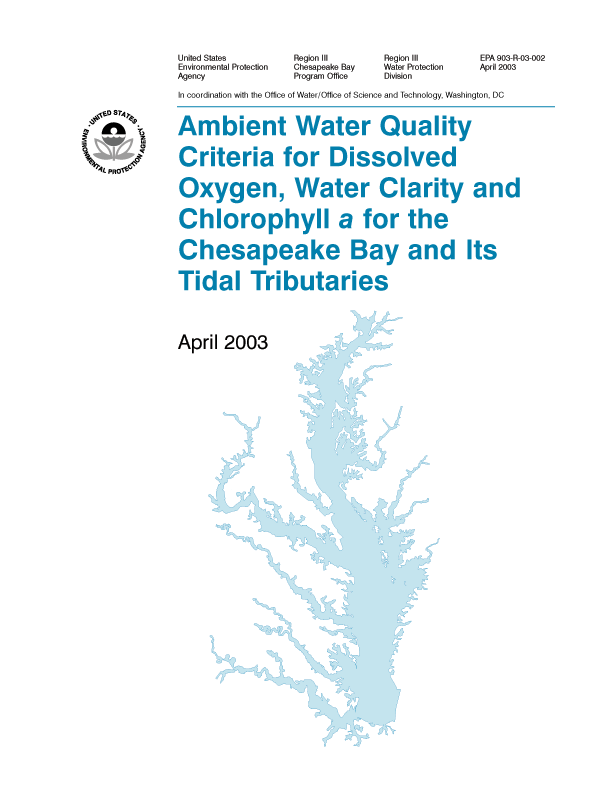 United States
Environmental Protection
Agency
Region III
Chesapeake Bay
Program Office
Region III
Water Protection
Division
EPA 903-R-03-002
April 2003
In coordination with the Office of Water/Office of Science and Technology, Washington, DC
• UNITED STATES •
ENVIRONMENTAL PROTECTION AGENCY
Ambient Water Quality
Criteria for Dissolved
Oxygen, Water Clarity and
Chlorophyll a for the
Chesapeake Bay and Its
Tidal Tributaries
April 2003